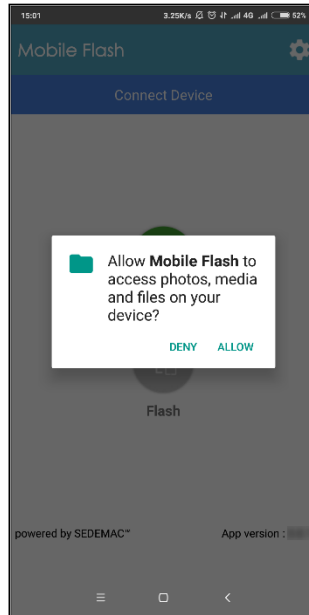 15:01 3.25K/s 4G 52%
Mobile Flash
Connect Device
Allow Mobile Flash to
access photos, media
and files on your
device?
DENY ALLOW
Flash
powered by SEDEMAC™ App version :